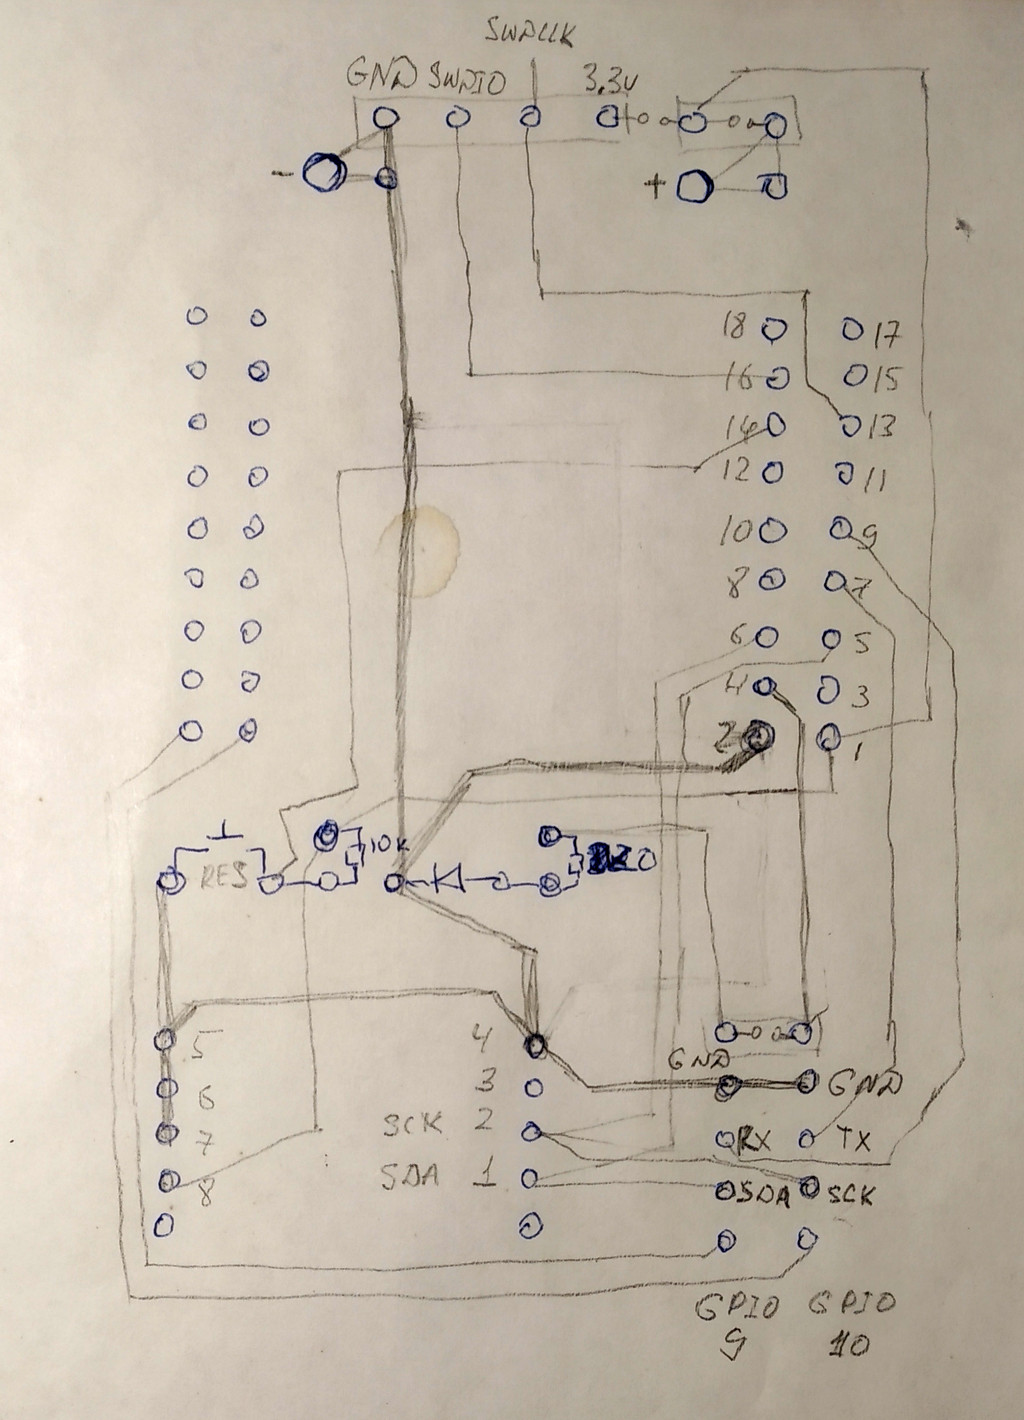 SWDCLK
GND SWDIO 3.3V
- +
18 17
16 15
14 13
12 11
10 9
8 7
6 5
4 3
2 1
10K
RES
5 4
GND
6 3
GND
SCK 2
7
RX TX
SDA 1
8
SDA SCK
GPIO GPIO
9 10